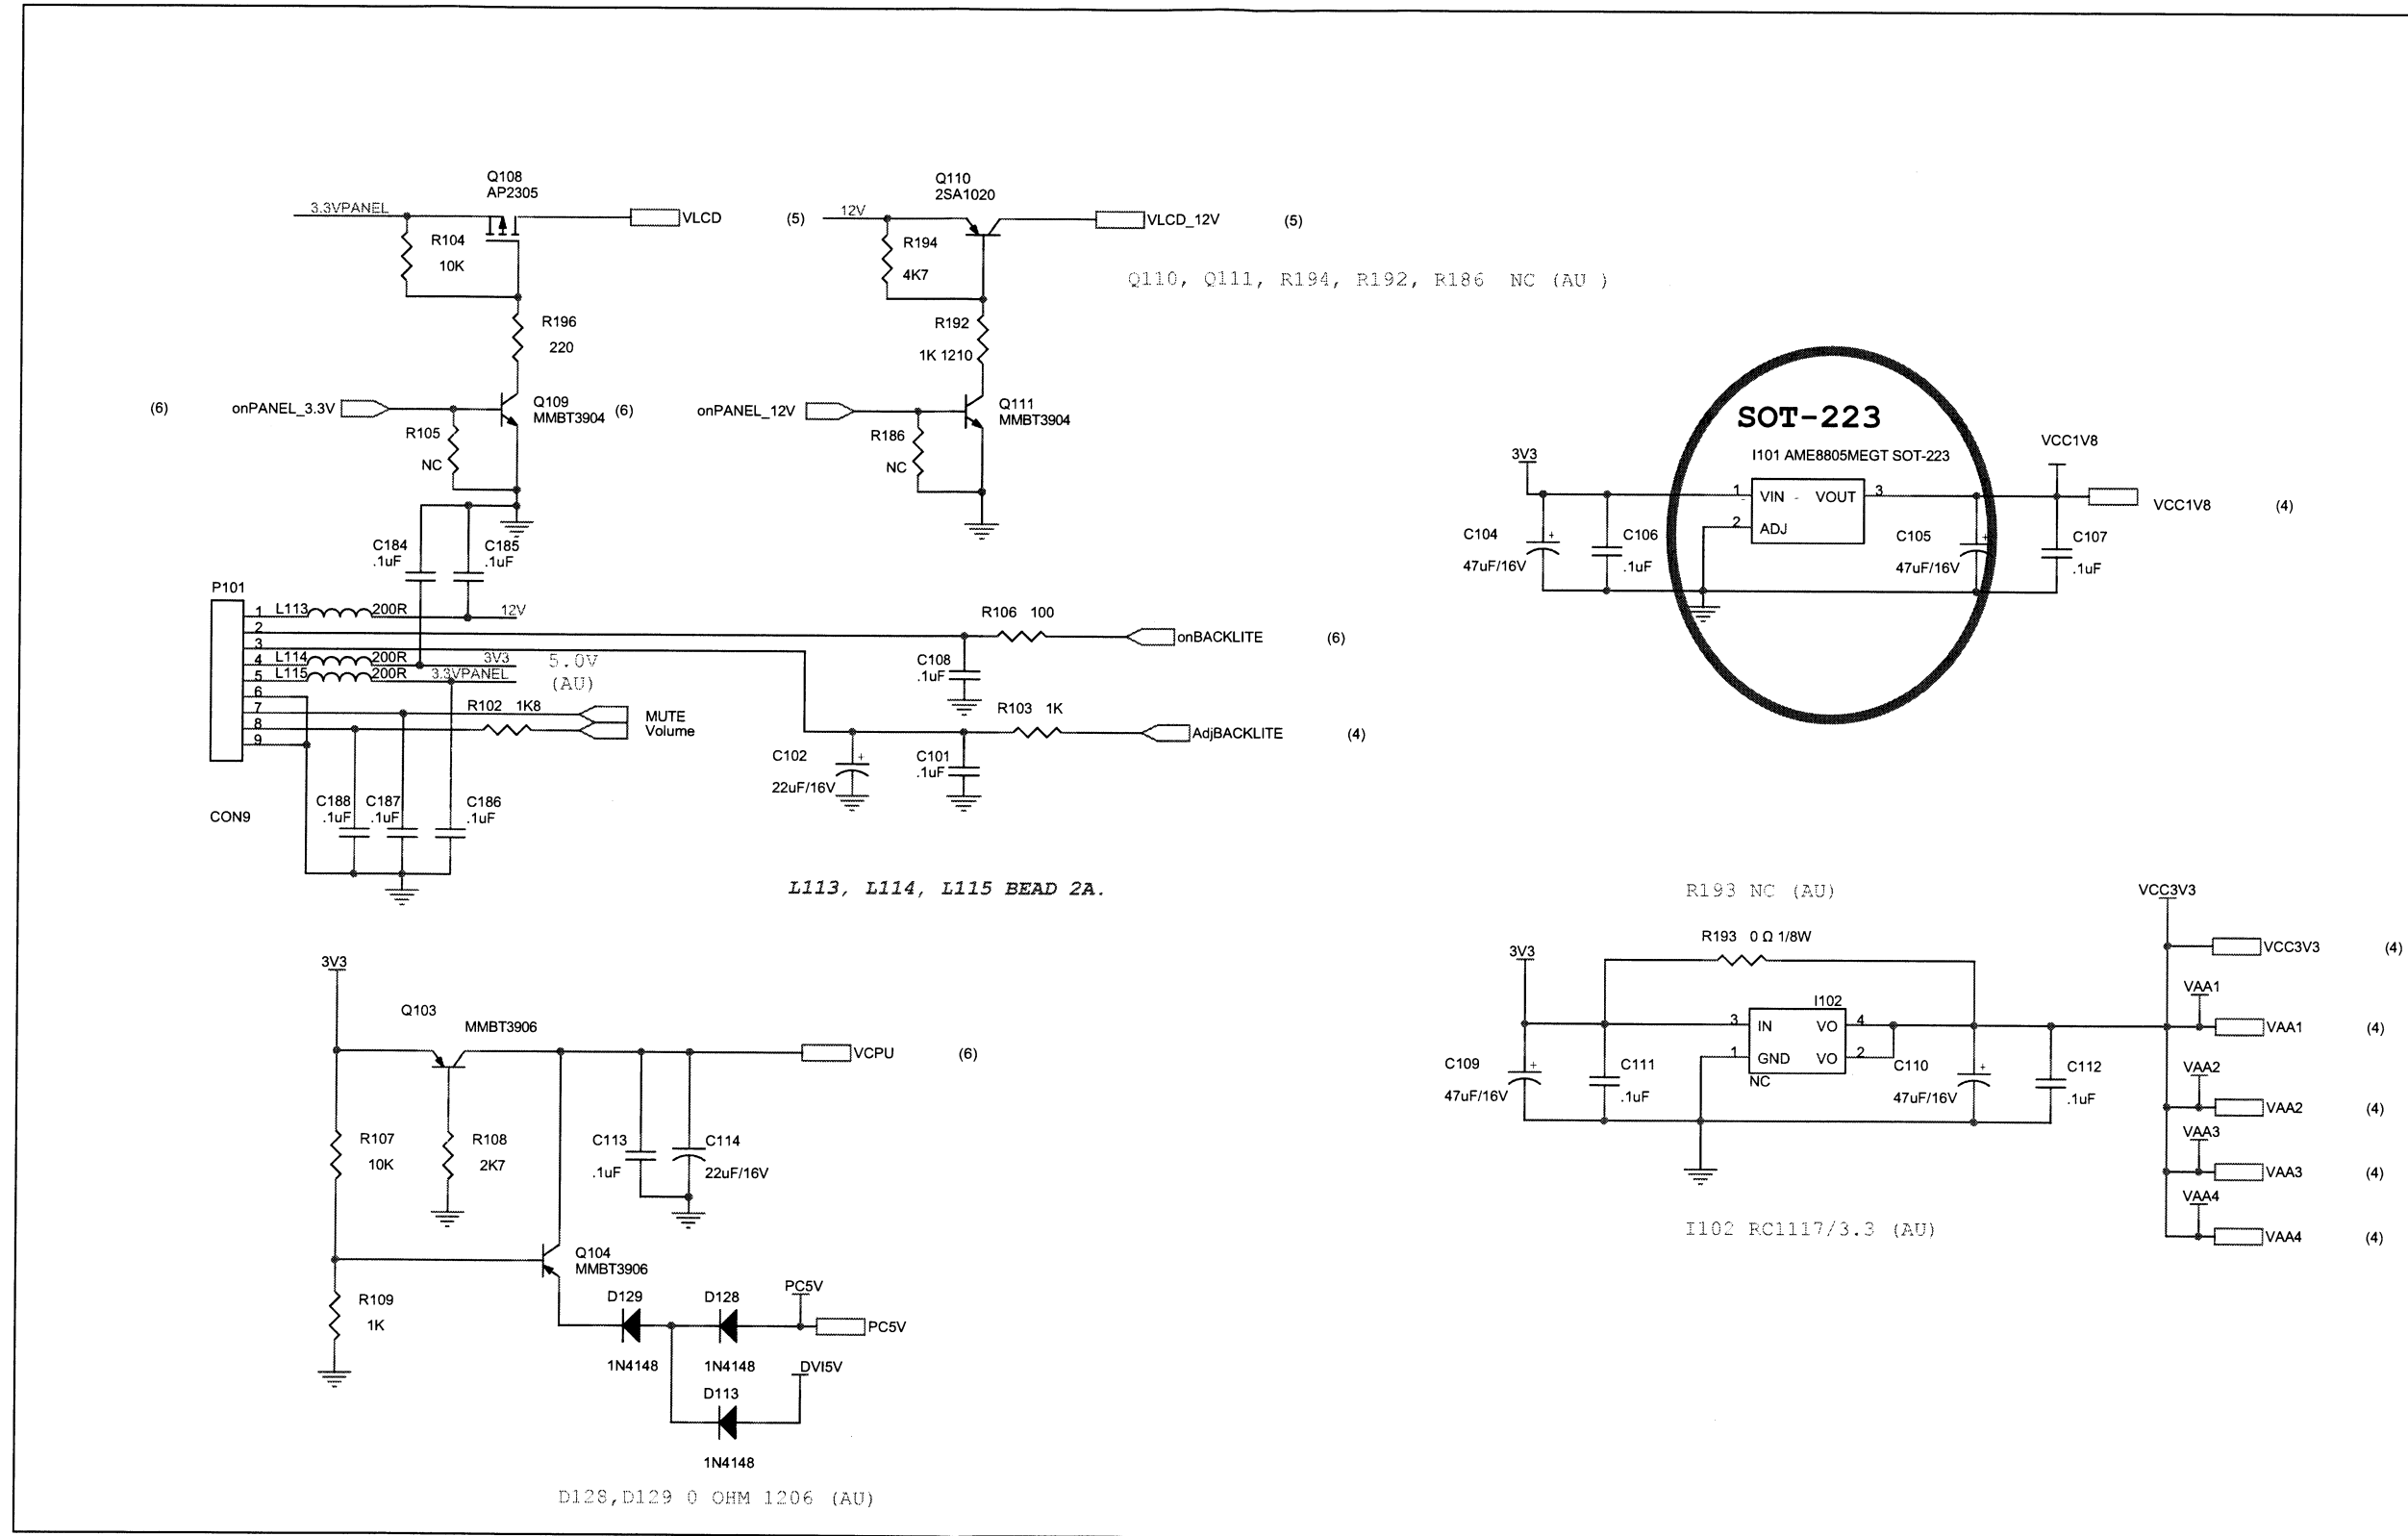 Q108
AP2305
3.3VPANEL
VLCD
(5)
R104
10K
R196
220
(6)
onPANEL_3.3V
Q109
MMBT3904
(6)
R105
NC
Q110
2SA1020
12V
VLCD_12V
(5)
R194
4K7
Q110, Q111, R194, R192, R186 NC (AU )
R192
1K 1210
onPANEL_12V
Q111
MMBT3904
R186
NC
C184
.1uF
C185
.1uF
P101
1
2
3
4
5
6
7
8
9
L113
200R
12V
L114
200R
3V3
5.0V
(AU)
L115
200R
3.3VPANEL
R102 1K8
MUTE
Volume
C188
.1uF
C187
.1uF
C186
.1uF
CON9
R106 100
onBACKLITE
(6)
C108
.1uF
R103 1K
AdjBACKLITE
(4)
C102
22uF/16V
C101
.1uF
L113, L114, L115 BEAD 2A.
SOT-223
I101 AME8805MEGT SOT-223
3V3
VCC1V8
1
VIN
VOUT
3
2
ADJ
VCC1V8
(4)
C104
47uF/16V
C106
.1uF
C105
47uF/16V
C107
.1uF
3V3
Q103
MMBT3906
VCPU
(6)
R107
10K
R108
2K7
C113
.1uF
C114
22uF/16V
Q104
MMBT3906
R109
1K
D129
1N4148
D128
1N4148
PC5V
PC5V
DVI5V
D113
1N4148
D128,D129 0 OHM 1206 (AU)
R193 NC (AU)
R193 0 Ω 1/8W
3V3
I102
3
IN
VO
4
1
GND
VO
2
NC
C109
47uF/16V
C111
.1uF
C110
47uF/16V
C112
.1uF
VCC3V3
VCC3V3
(4)
VAA1
VAA1
(4)
VAA2
VAA2
(4)
VAA3
VAA3
(4)
VAA4
VAA4
(4)
I102 RC1117/3.3 (AU)